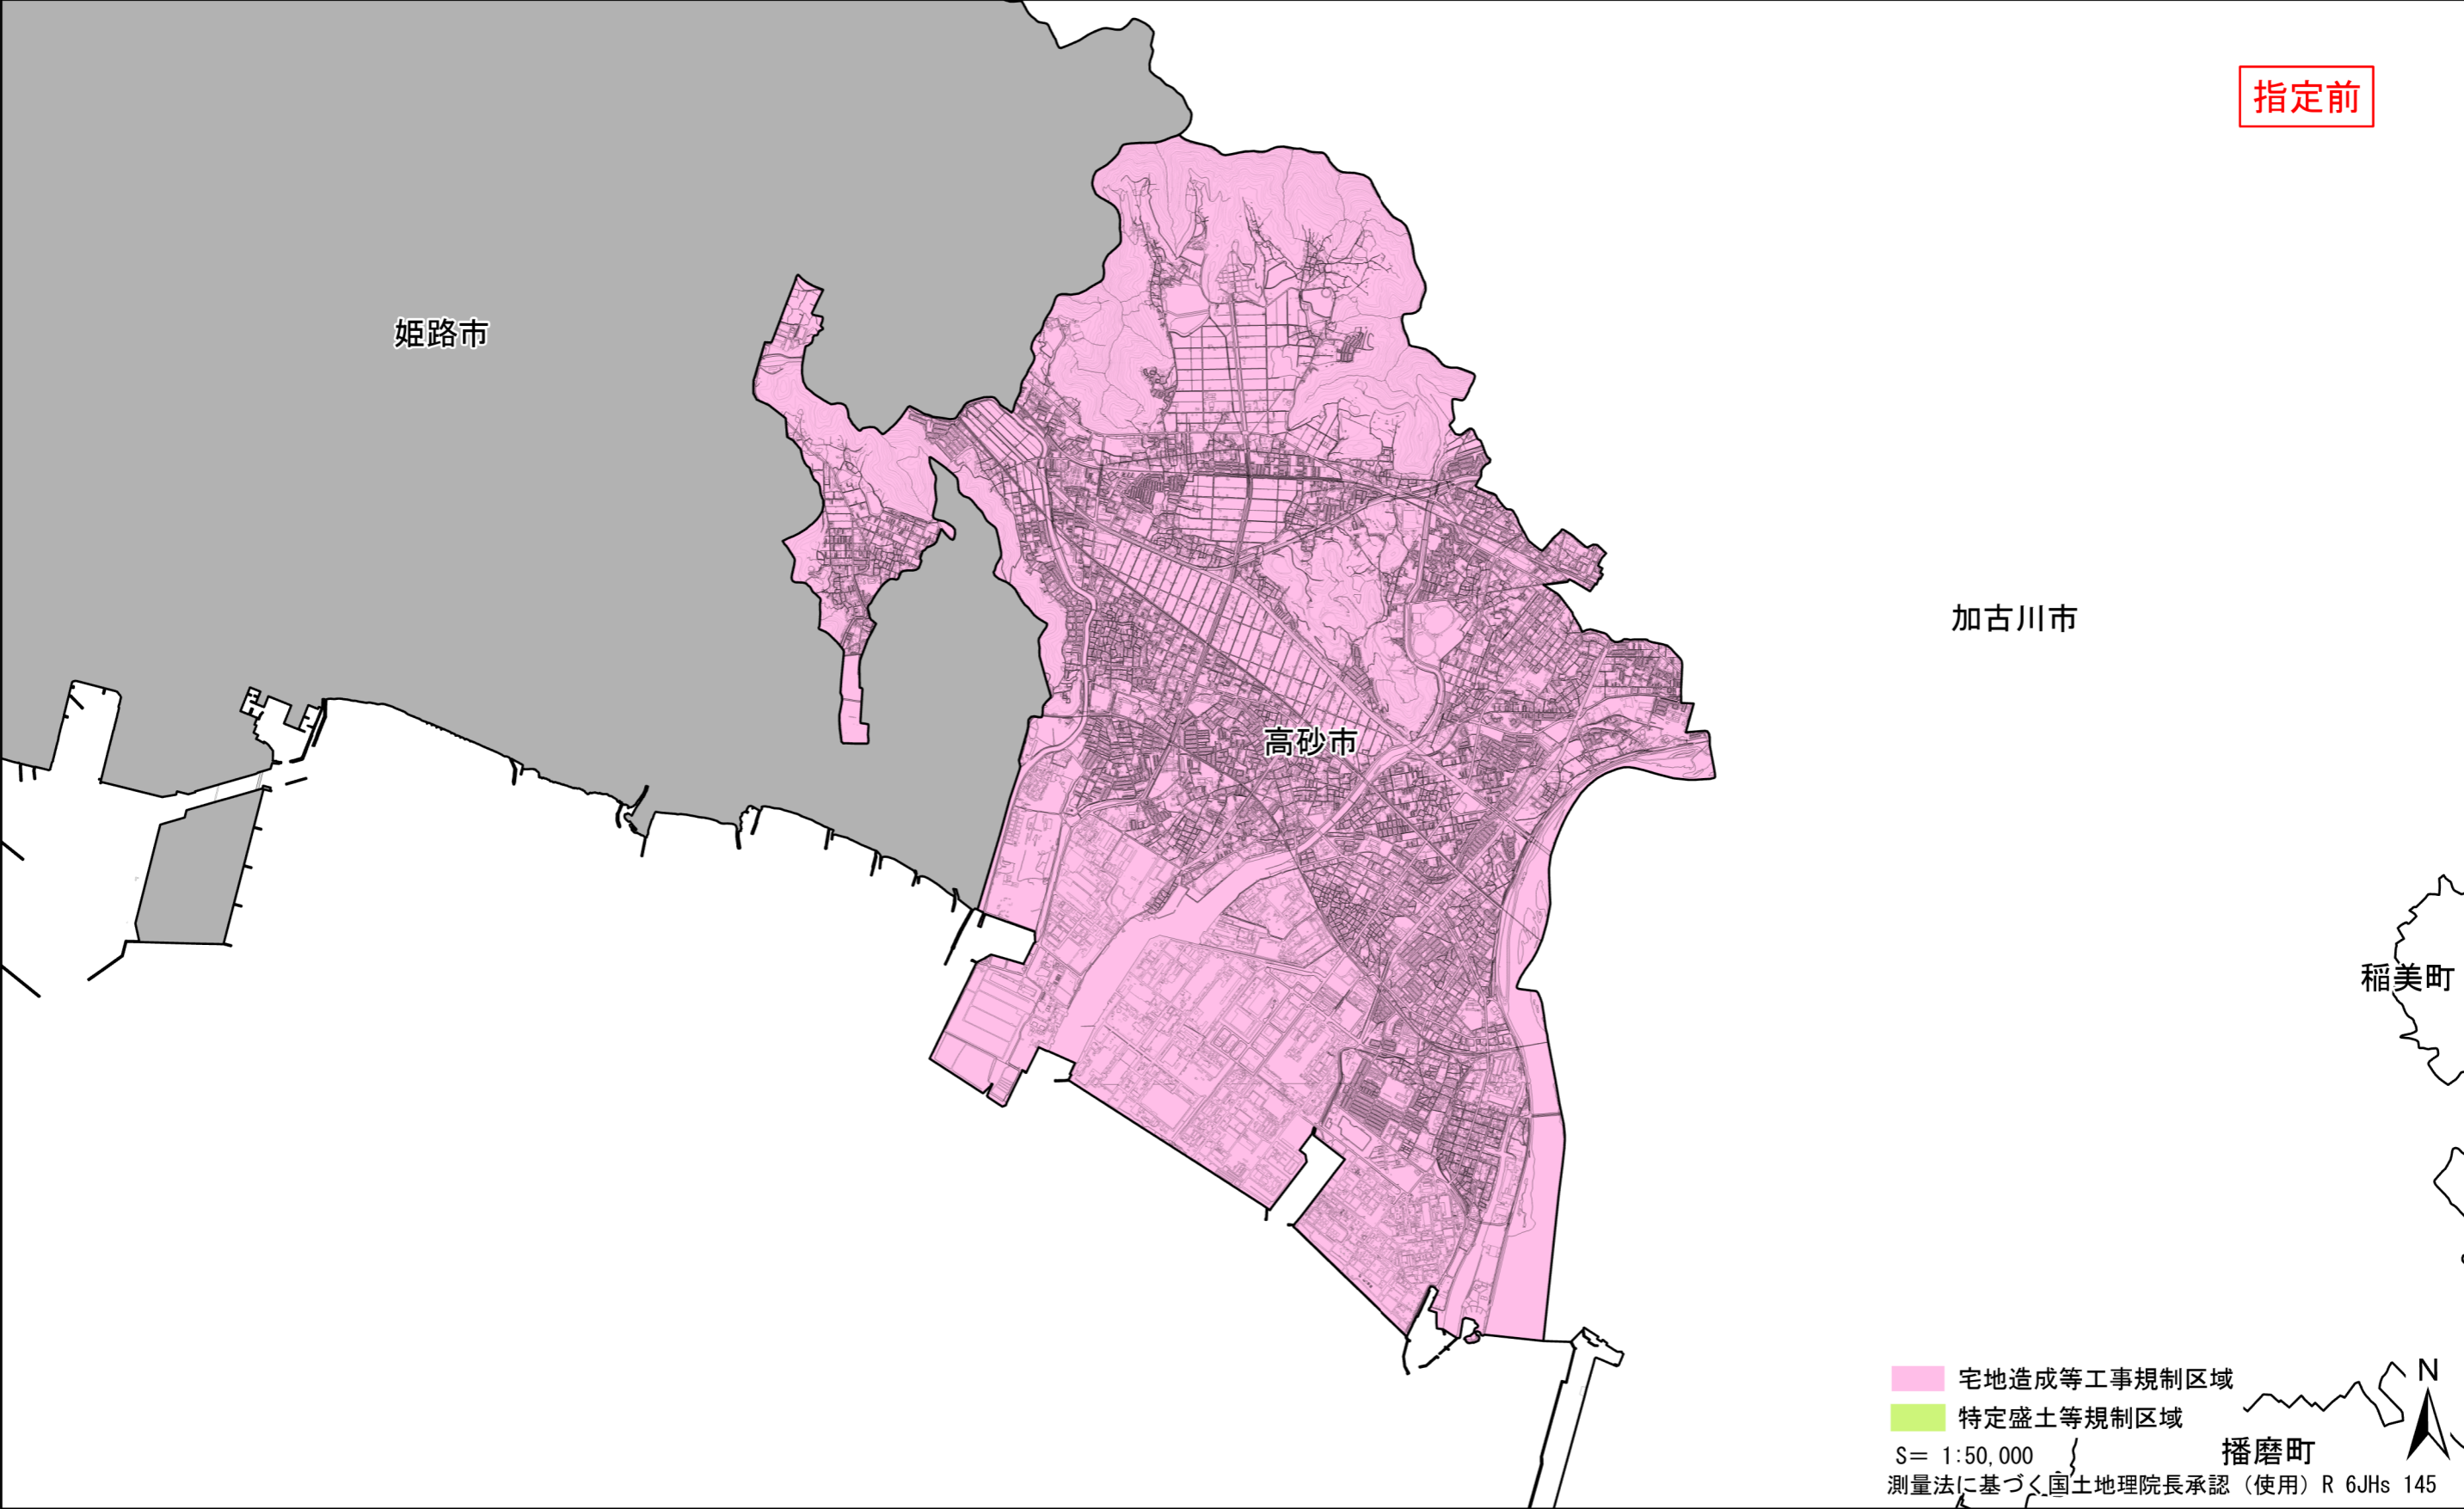 指定前
姫路市
加古川市
高砂市
稲美町
宅地造成等工事規制区域
N
特定盛土等規制区域
播磨町
S= 1:50,000
測量法に基づく国土地理院長承認（使用）R 6JHs 145